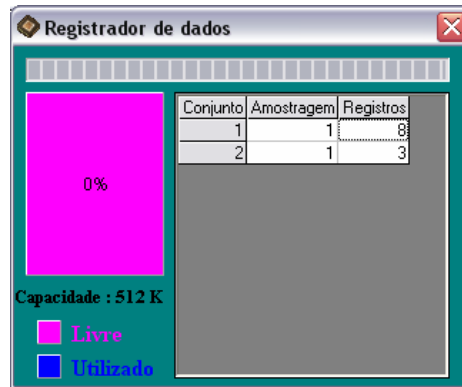 Registrador de dados
Conjunto Amostragem Registros
1 1 8
2 1 3
0%
Capacidade : 512 K
Livre
Utilizado